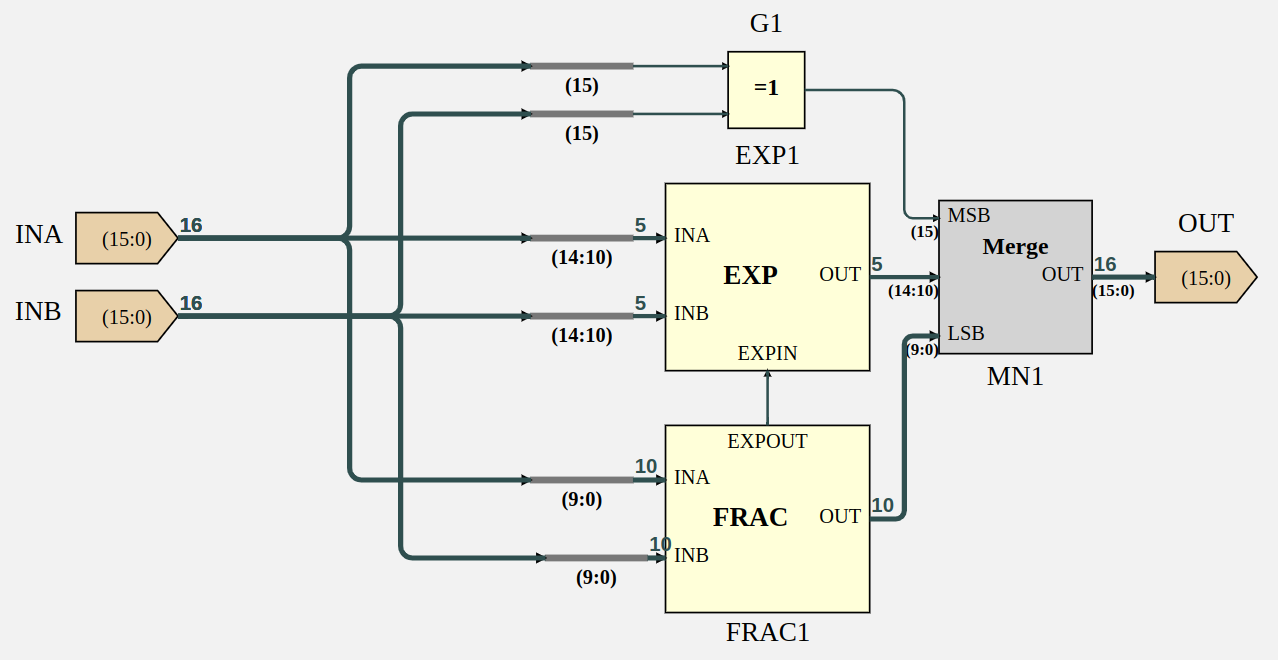 G1
=1
(15)
(15)
EXP1
INA
(15:0)
16
5
INA
(14:10)
EXP
OUT
5
INB
(15:0)
16
5
INB
(14:10)
EXPIN
MSB
(15)
Merge
OUT
16
(14:10)
(15:0)
LSB
(9:0)
MN1
OUT
(15:0)
EXPOUT
10
INA
(9:0)
FRAC
OUT
10
10
INB
(9:0)
FRAC1